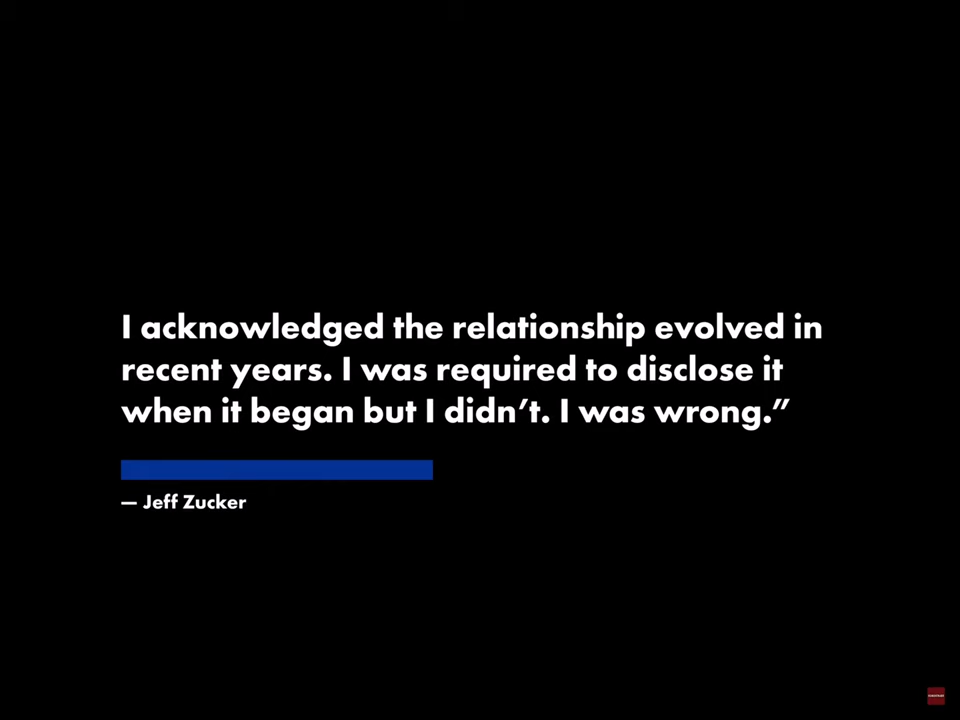 I acknowledged the relationship evolved in
recent years. I was required to disclose it
when it began but I didn’t. I was wrong.”
— Jeff Zucker